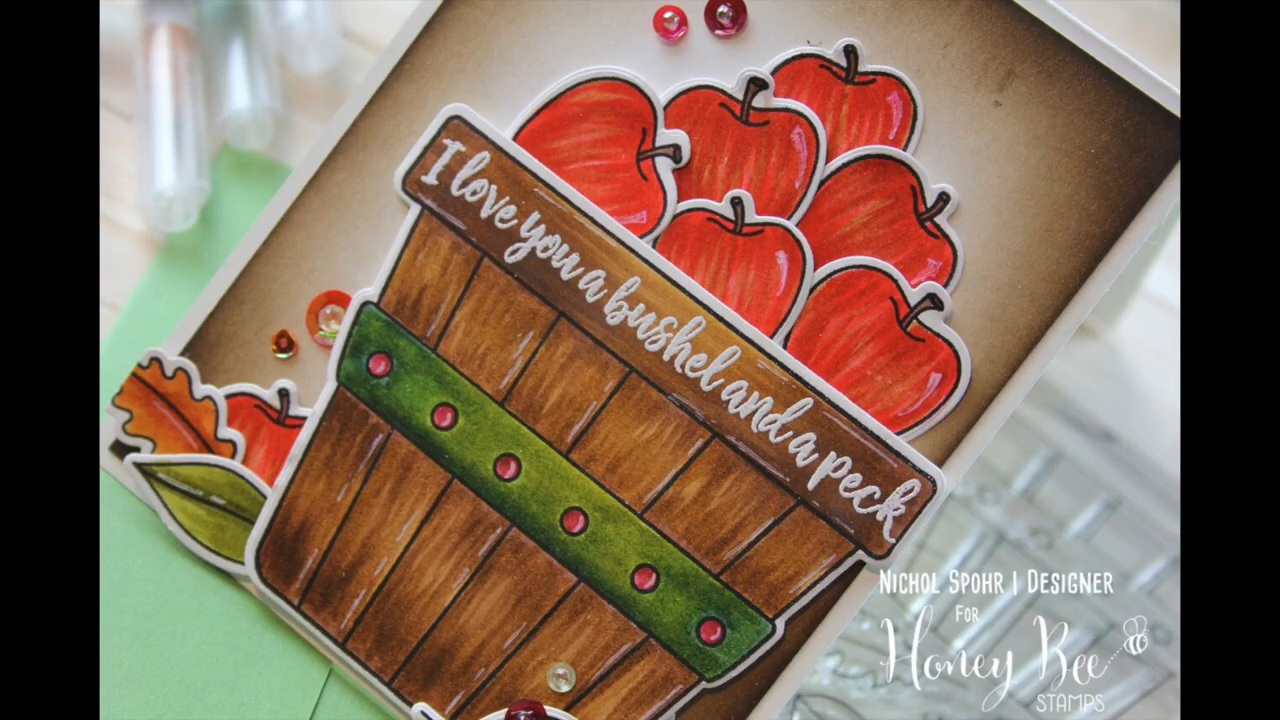 I love you a bushel and a peck
NICHOL SPOHR | DESIGNER
FOR
Honey Bee
STAMPS